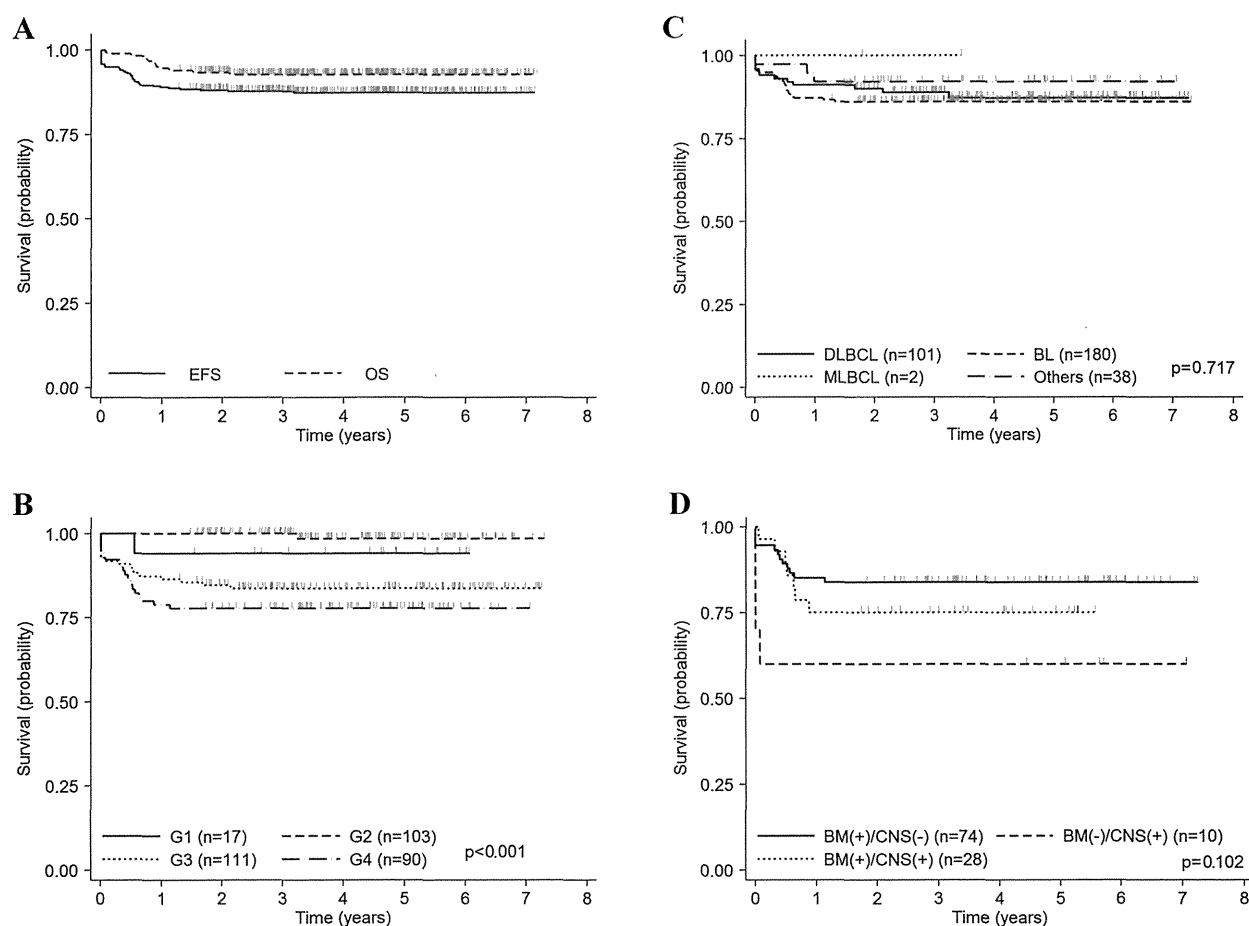 A
Survival (probability)
1.00
0.75
0.50
0.25
0.00
EFS OS
0 1 2 3 4 5 6 7 8
Time (years)
C
Survival (probability)
1.00
0.75
0.50
0.25
0.00
DLBCL (n=101) BL (n=180)
MLBCL (n=2) Others (n=38)
p=0.717
0 1 2 3 4 5 6 7 8
Time (years)
B
Survival (probability)
1.00
0.75
0.50
0.25
0.00
G1 (n=17) G2 (n=103)
G3 (n=111) G4 (n=90)
p<0.001
0 1 2 3 4 5 6 7 8
Time (years)
D
Survival (probability)
1.00
0.75
0.50
0.25
0.00
BM(+)/CNS(-) (n=74) BM(-)/CNS(+) (n=10)
BM(+)/CNS(+) (n=28)
p=0.102
0 1 2 3 4 5 6 7 8
Time (years)